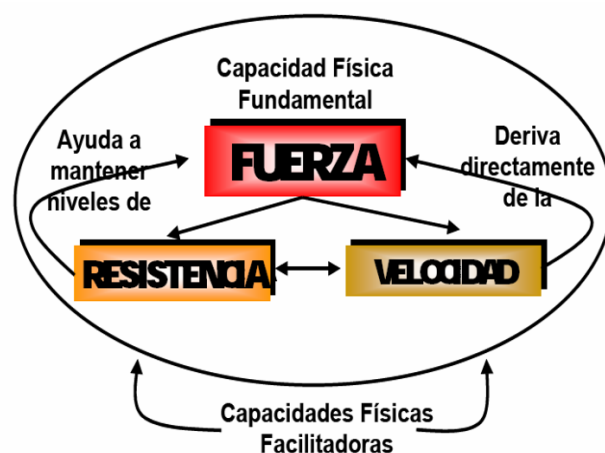 Capacidad Física
Fundamental
Ayuda a
mantener
niveles de
FUERZA
Deriva
directamente
de la
RESISTENCIA
VELOCIDAD
Capacidades Físicas
Facilitadoras